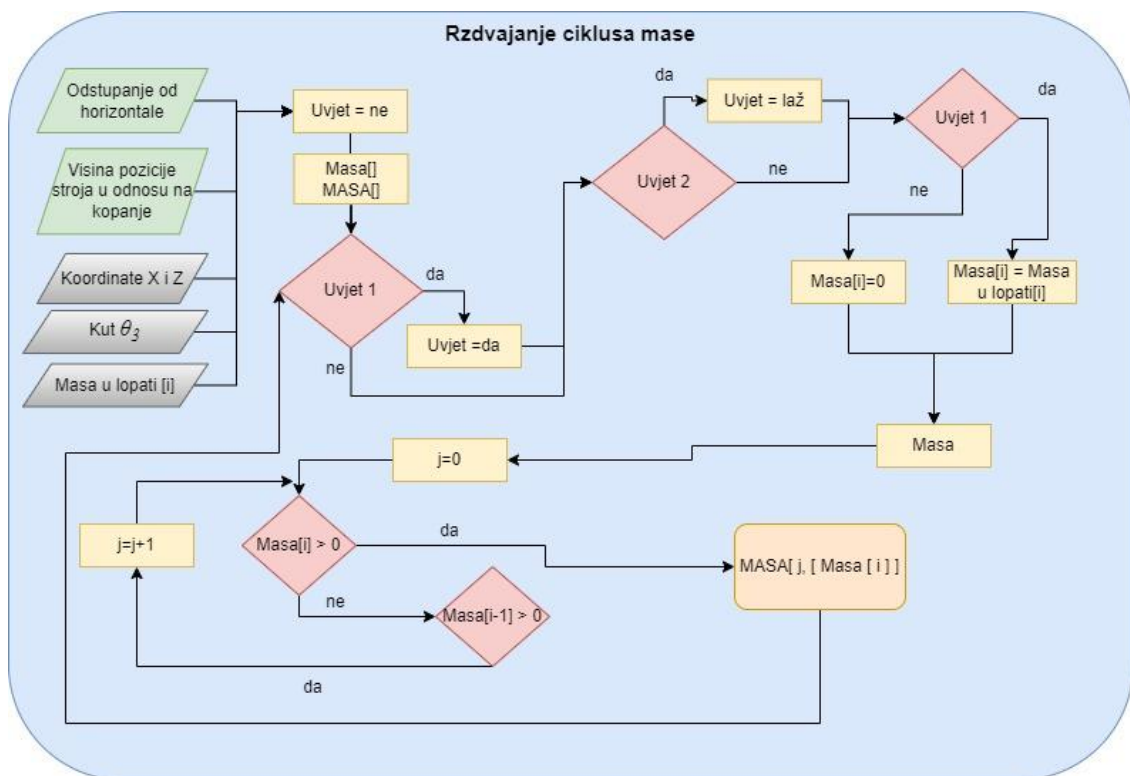 Rzdvajanje ciklusa mase
Odstupanje od
horizontale
Visina pozicije
stroja u odnosu na
kopanje
Koordinate X i Z
Kut θ3
Masa u lopati [i]
Uvjet = ne
Masa[]
MASA[]
Uvjet 1
da
Uvjet =da
ne
Uvjet 2
da
Uvjet = laž
ne
Uvjet 1
da
ne
Masa[i]=0
Masa[i] = Masa
u lopati[i]
Masa
j=0
j=j+1
Masa[i] > 0
da
ne
Masa[i-1] > 0
da
MASA[ j, [ Masa [ i ] ]